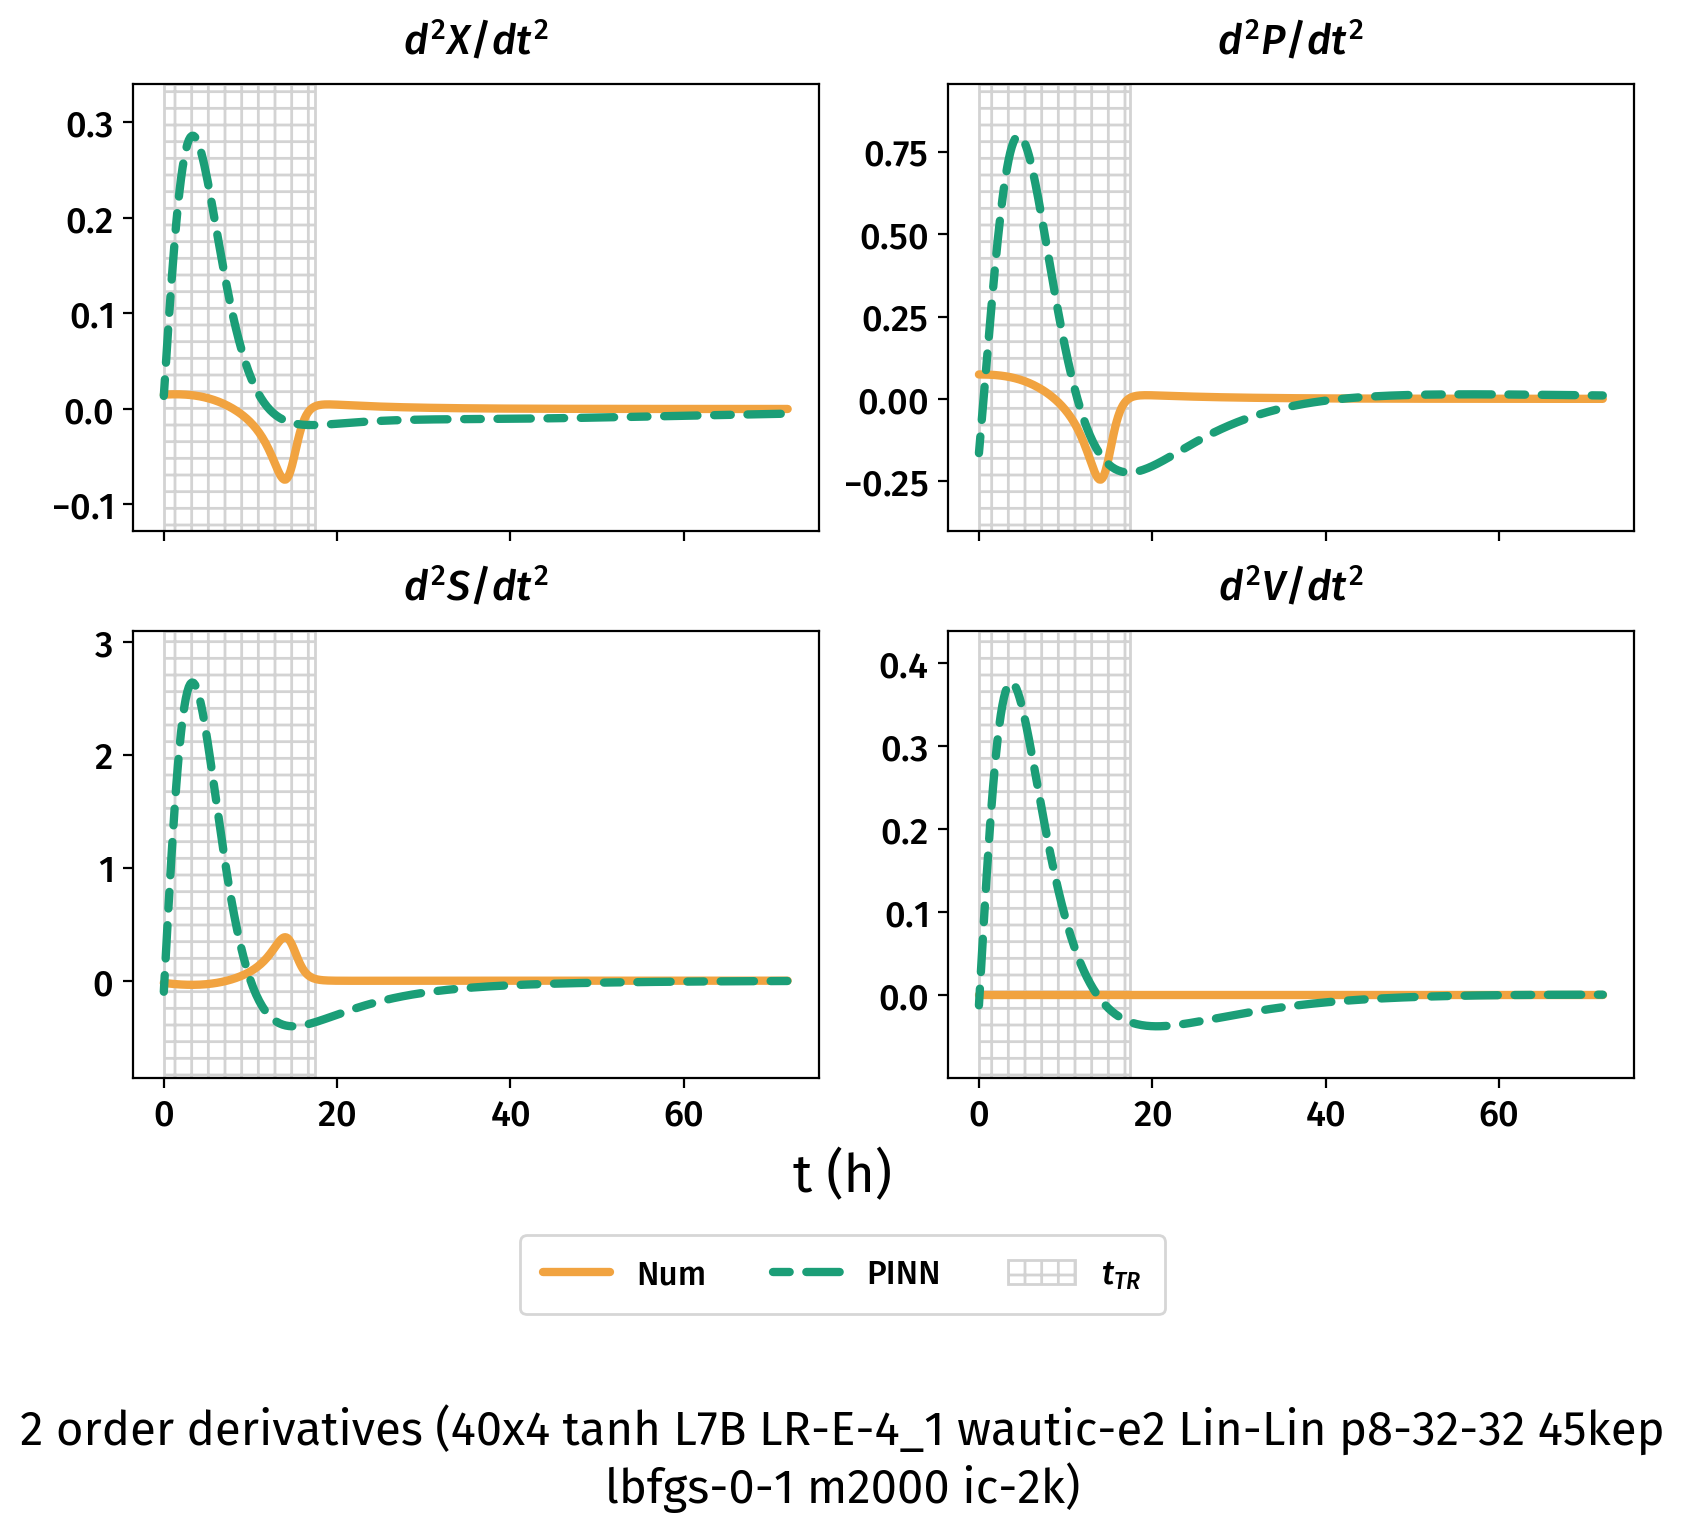 d²X/dt²
d²P/dt²
0.3
0.2
0.1
0.0
−0.1
0.75
0.50
0.25
0.00
−0.25
d²S/dt²
d²V/dt²
3
2
1
0
0 20 40 60
0.4
0.3
0.2
0.1
0.0
0 20 40 60
t (h)
Num PINN t_TR
2 order derivatives (40x4 tanh L7B LR-E-4_1 wautic-e2 Lin-Lin p8-32-32 45kep
lbfgs-0-1 m2000 ic-2k)